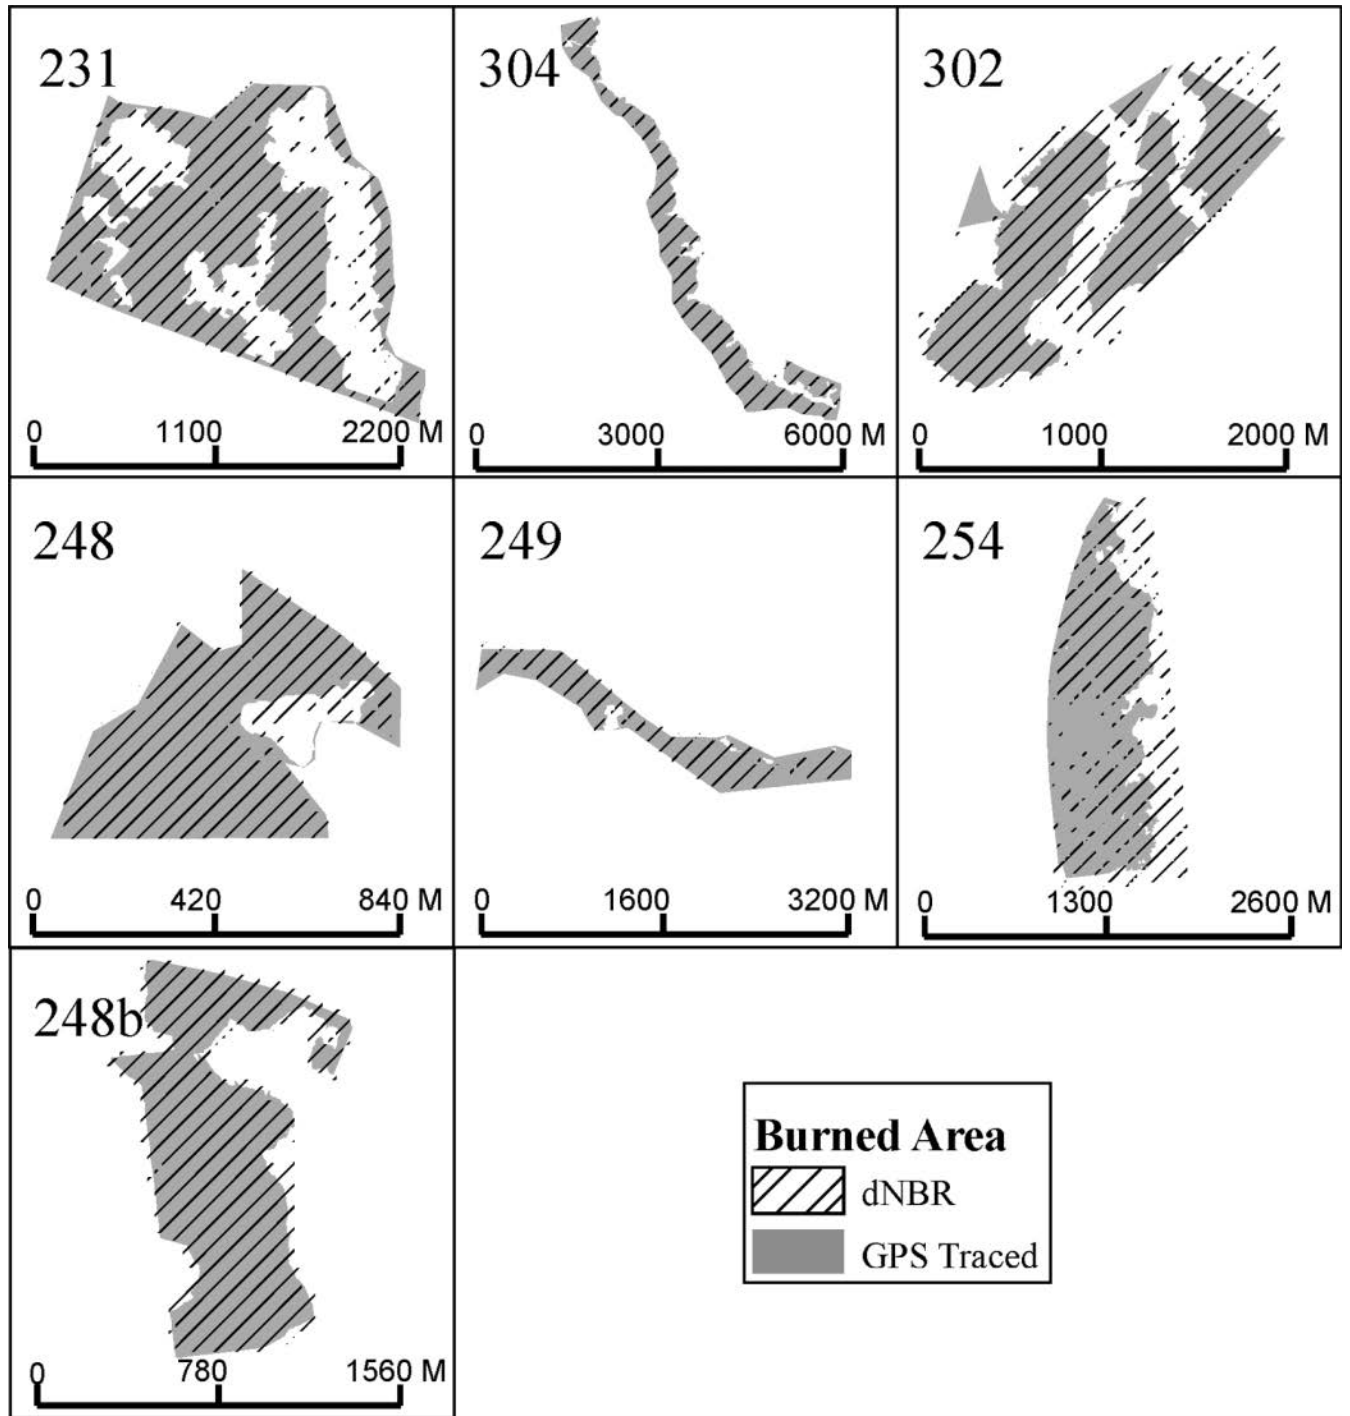 231
0 1100 2200 M
304
0 3000 6000 M
302
0 1000 2000 M
248
0 420 840 M
249
0 1600 3200 M
254
0 1300 2600 M
248b
0 780 1560 M
Burned Area
dNBR
GPS Traced